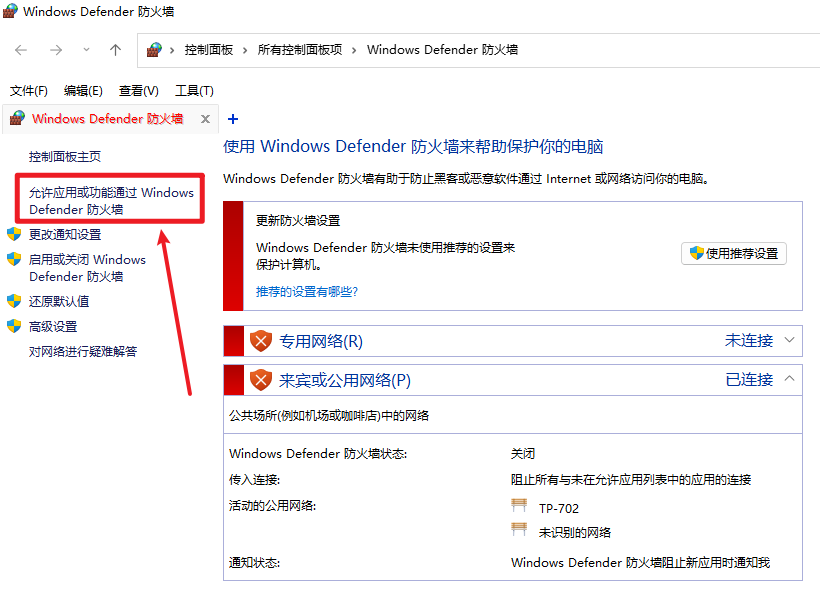 Windows Defender 防火墙
控制面板 › 所有控制面板项 › Windows Defender 防火墙
文件(F) 编辑(E) 查看(V) 工具(T)
Windows Defender 防火墙
控制面板主页
允许应用或功能通过 Windows
Defender 防火墙
更改通知设置
启用或关闭 Windows
Defender 防火墙
还原默认值
高级设置
对网络进行疑难解答
使用 Windows Defender 防火墙来帮助保护你的电脑
Windows Defender 防火墙有助于防止黑客或恶意软件通过 Internet 或网络访问你的电脑。
更新防火墙设置
Windows Defender 防火墙未使用推荐的设置来
保护计算机。
使用推荐设置
推荐的设置有哪些?
专用网络(R) 未连接
来宾或公用网络(P) 已连接
公共场所(例如机场或咖啡店)中的网络
Windows Defender 防火墙状态: 关闭
传入连接: 阻止所有与未在允许应用列表中的应用的连接
活动的公用网络: TP-702
未识别的网络
通知状态: Windows Defender 防火墙阻止新应用时通知我